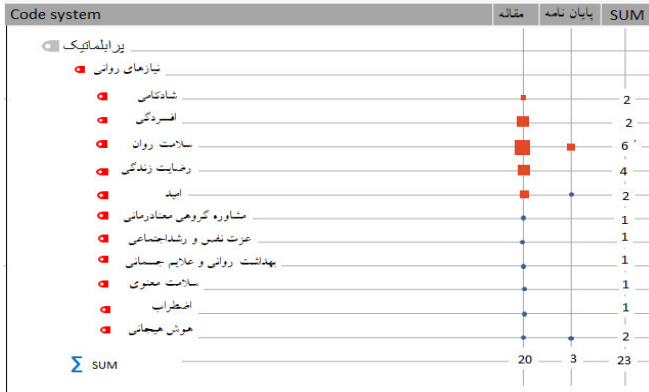 Code system مقاله پایان نامه SUM
پرابلماتیک
نیازهای روانی
شادکامی 2
افسردگی 2
سلامت روان 6
رضایت زندگی 4
امید 2
مشاوره گروهی معنادرمانی 1
عزت نفس و رشداجتماعی 1
بهداشت روانی و علایم جسمانی 1
سلامت معنوی 1
اضطراب 1
هوش هیجانی 2
Σ SUM 20 3 23